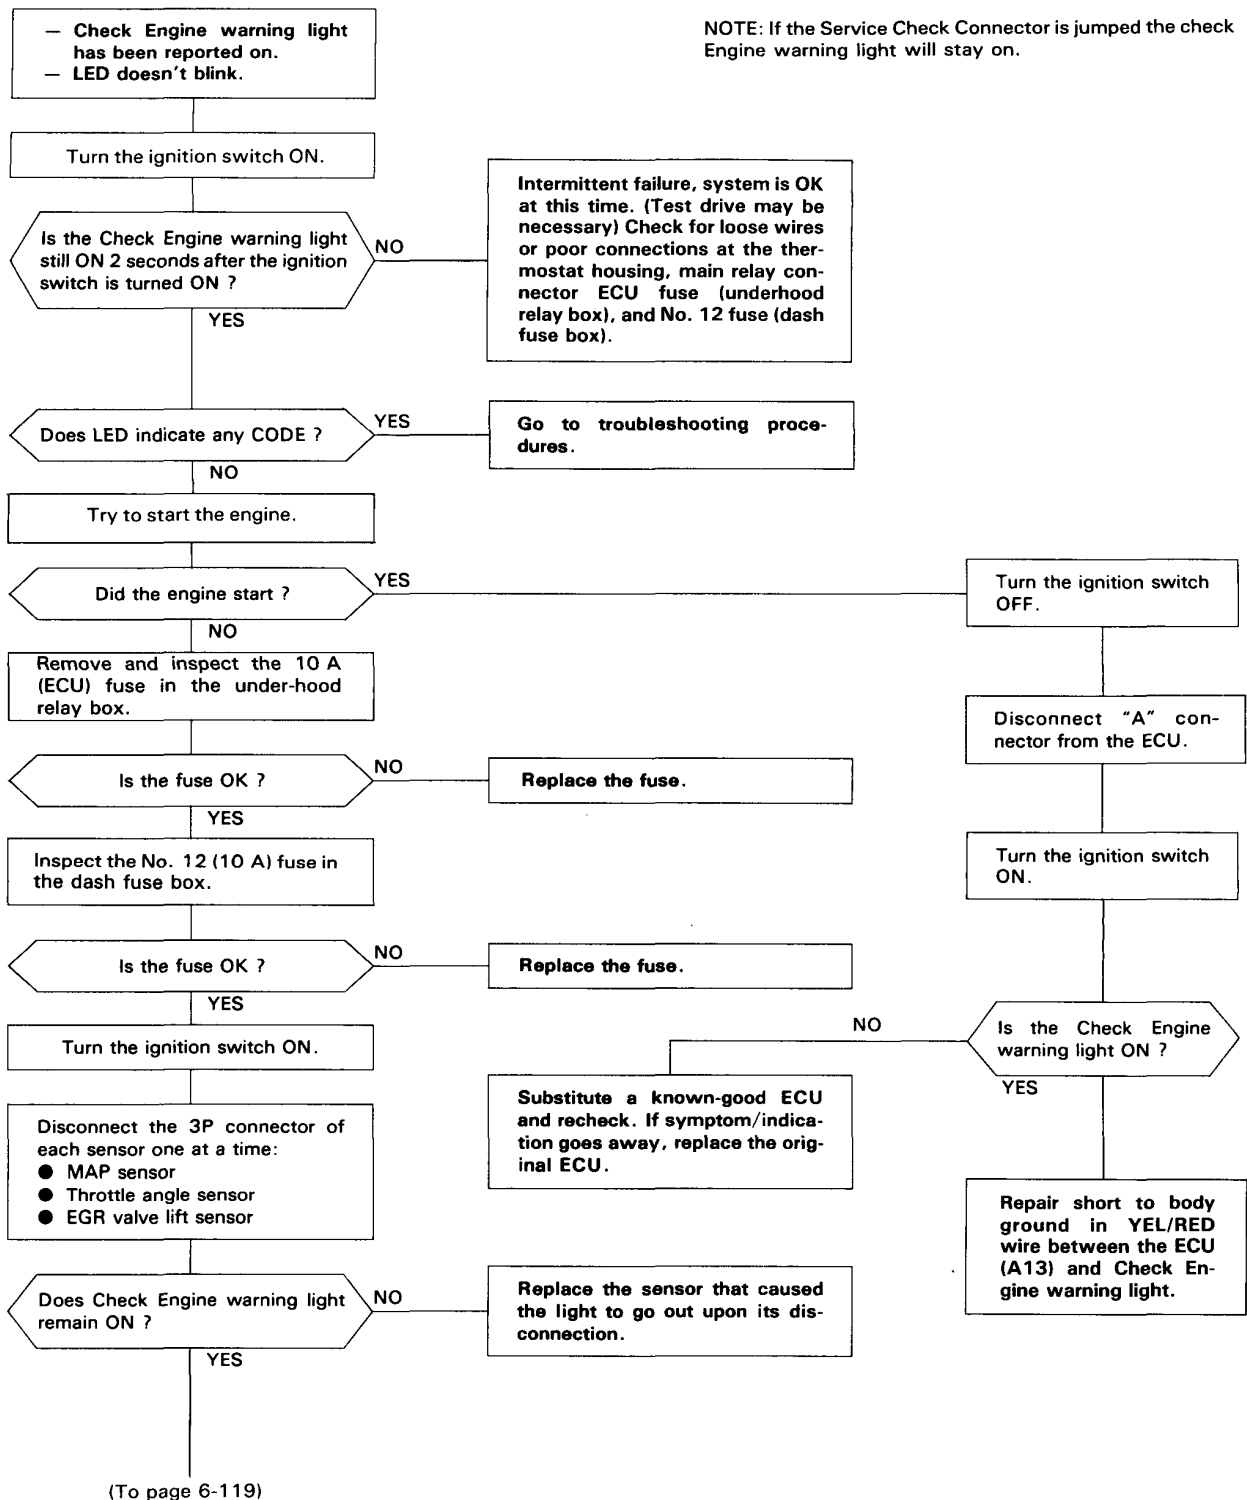 — Check Engine warning light
has been reported on.
— LED doesn't blink.
NOTE: If the Service Check Connector is jumped the check
Engine warning light will stay on.
Turn the ignition switch ON.
Is the Check Engine warning light
still ON 2 seconds after the ignition
switch is turned ON ?
NO
YES
Intermittent failure, system is OK
at this time. (Test drive may be
necessary) Check for loose wires
or poor connections at the ther-
mostat housing, main relay con-
nector ECU fuse (underhood
relay box), and No. 12 fuse (dash
fuse box).
Does LED indicate any CODE ?
YES
NO
Go to troubleshooting proce-
dures.
Try to start the engine.
Did the engine start ?
YES
NO
Turn the ignition switch
OFF.
Remove and inspect the 10 A
(ECU) fuse in the under-hood
relay box.
Disconnect "A" con-
nector from the ECU.
Is the fuse OK ?
NO
YES
Replace the fuse.
Inspect the No. 12 (10 A) fuse in
the dash fuse box.
Turn the ignition switch
ON.
Is the fuse OK ?
NO
YES
Replace the fuse.
Is the Check Engine
warning light ON ?
NO
YES
Turn the ignition switch ON.
Substitute a known-good ECU
and recheck. If symptom/indica-
tion goes away, replace the orig-
inal ECU.
Disconnect the 3P connector of
each sensor one at a time:
● MAP sensor
● Throttle angle sensor
● EGR valve lift sensor
Repair short to body
ground in YEL/RED
wire between the ECU
(A13) and Check En-
gine warning light.
Does Check Engine warning light
remain ON ?
NO
YES
Replace the sensor that caused
the light to go out upon its dis-
connection.
(To page 6-119)